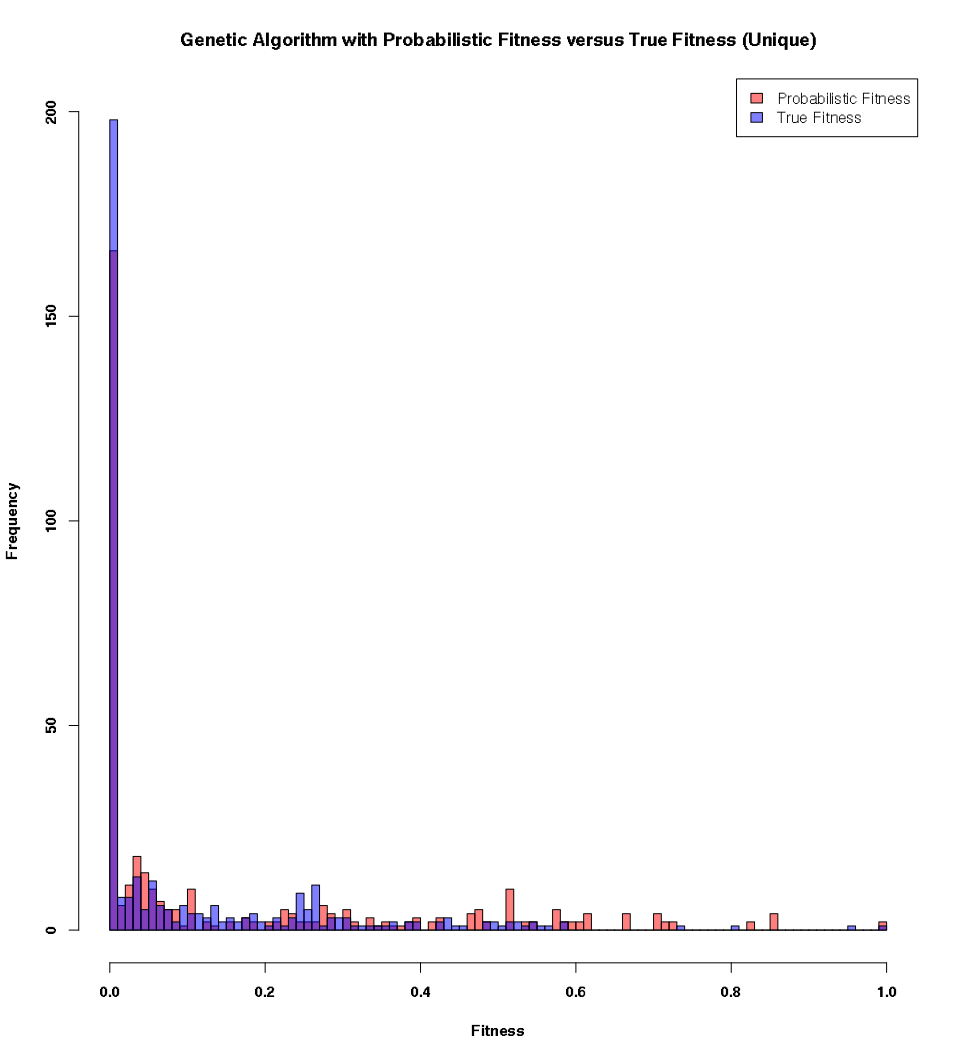 Genetic Algorithm with Probabilistic Fitness versus True Fitness (Unique)
Probabilistic Fitness
True Fitness
200
150
100
50
0
Frequency
0.0 0.2 0.4 0.6 0.8 1.0
Fitness